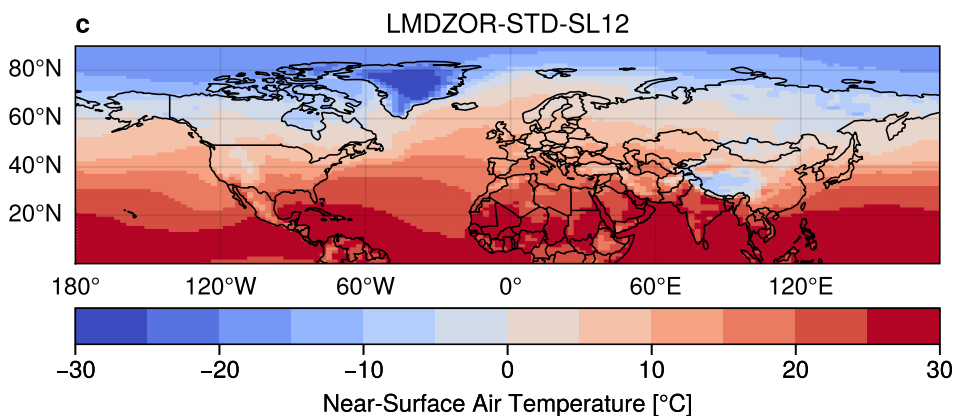 c
LMDZOR-STD-SL12
80°N
60°N
40°N
20°N
180° 120°W 60°W 0° 60°E 120°E
−30 −20 −10 0 10 20 30
Near-Surface Air Temperature [°C]